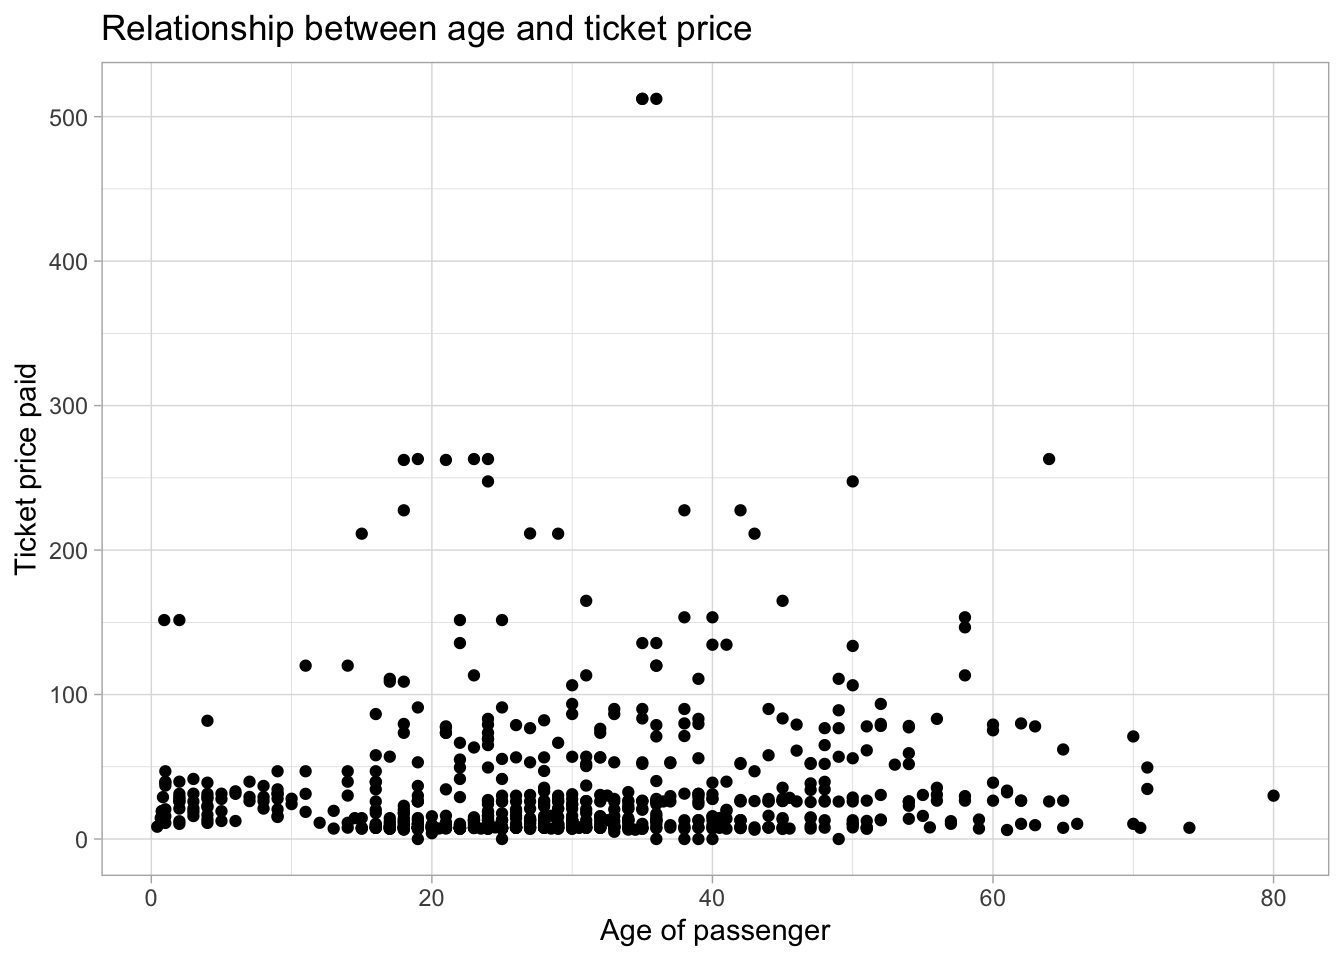 Relationship between age and ticket price
Ticket price paid
500
400
300
200
100
0
0 20 40 60 80
Age of passenger